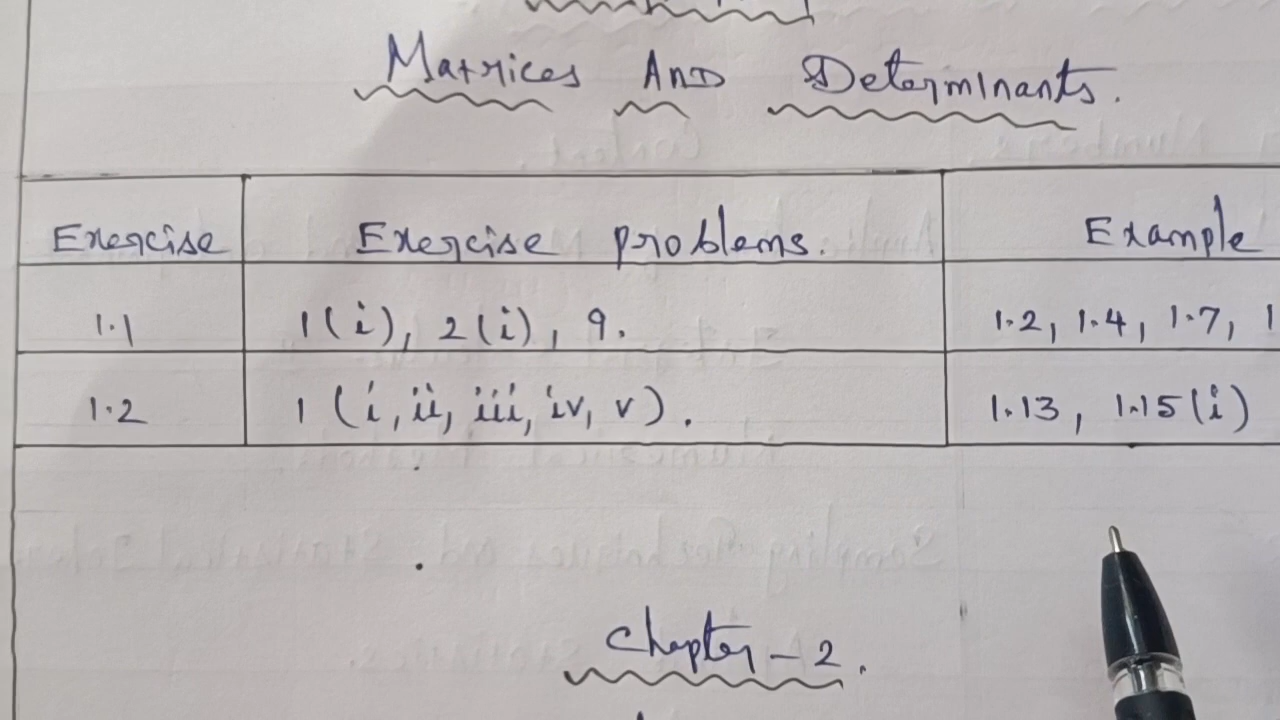 Matrices AND Determinants.
Exercise Exercise problems. Example
1.1 1(i), 2(i), 9. 1.2, 1.4, 1.7, 1
1.2 1 (i, ii, iii, iv, v). 1.13, 1.15(i)
Chapter - 2.